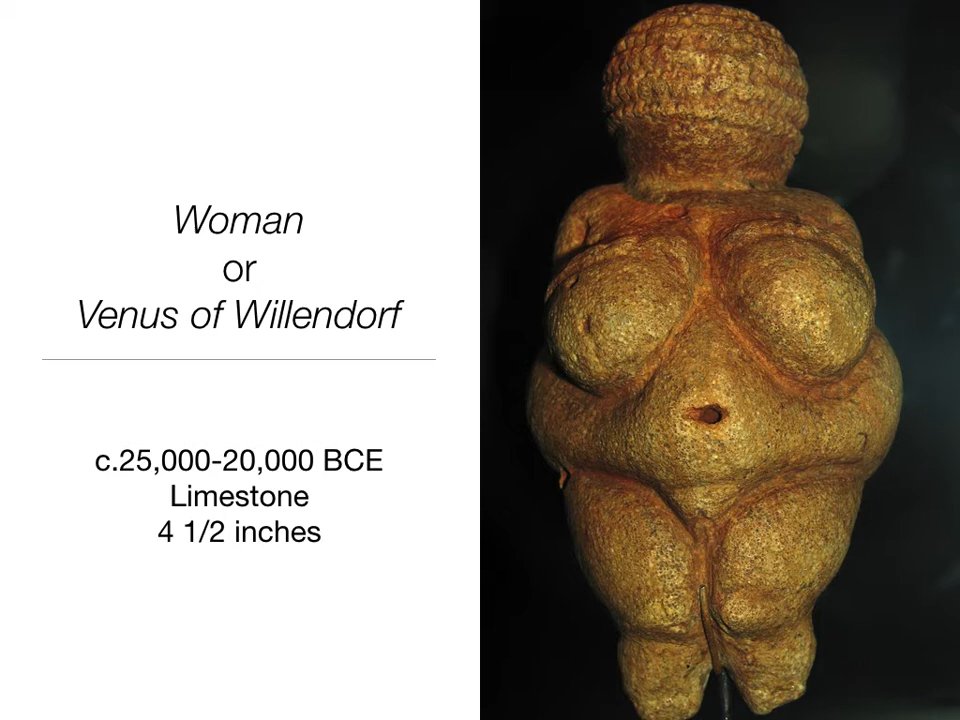 Woman
or
Venus of Willendorf
c.25,000-20,000 BCE
Limestone
4 1/2 inches